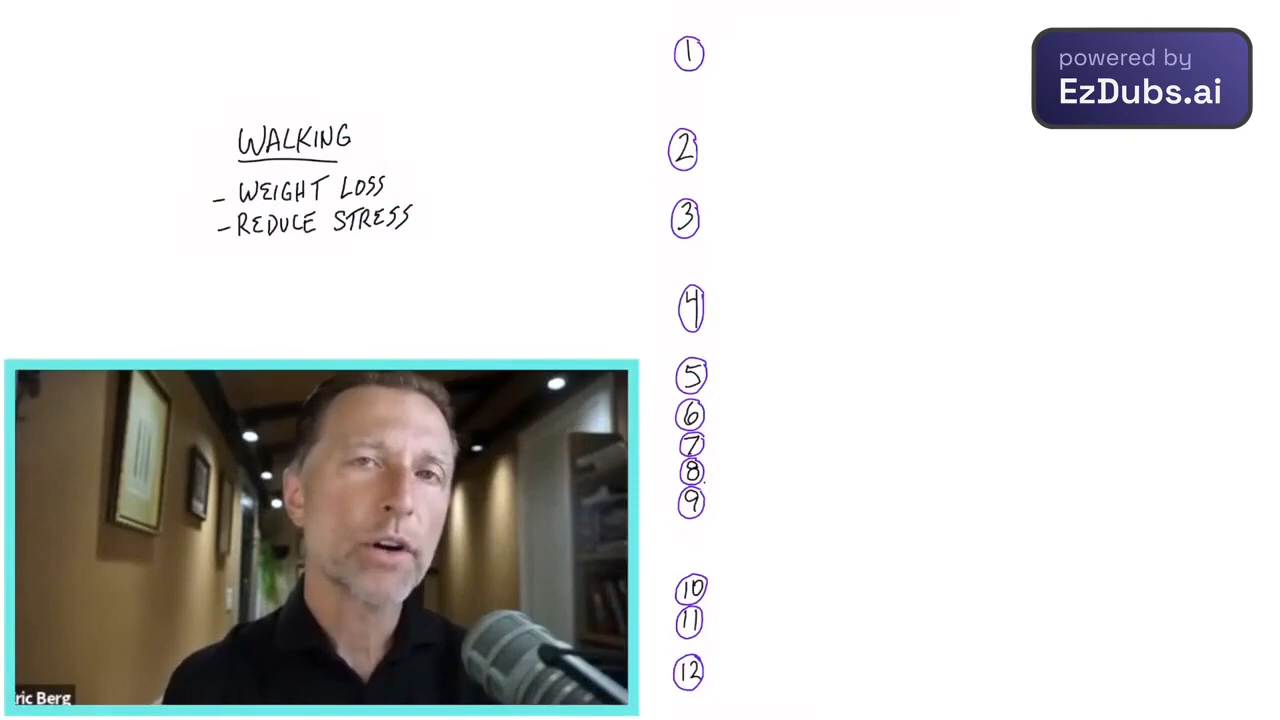 WALKING
- WEIGHT LOSS
- REDUCE STRESS
ric Berg
1
2
3
4
5
6
7
8
9
10
11
12
powered by
EzDubs.ai